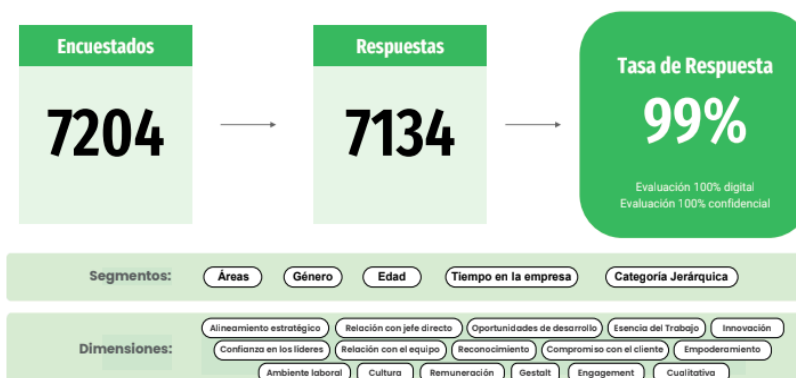 Encuestados
7204
Respuestas
7134
Tasa de Respuesta
99%
Evaluación 100% digital
Evaluación 100% confidencial
Segmentos: Áreas Género Edad Tiempo en la empresa Categoría Jerárquica
Dimensiones:
Alineamiento estratégico Relación con jefe directo Oportunidades de desarrollo Esencia del Trabajo Innovación
Confianza en los líderes Relación con el equipo Reconocimiento Compromiso con el cliente Empoderamiento
Ambiente laboral Cultura Remuneración Gestalt Engagement Cualitativa